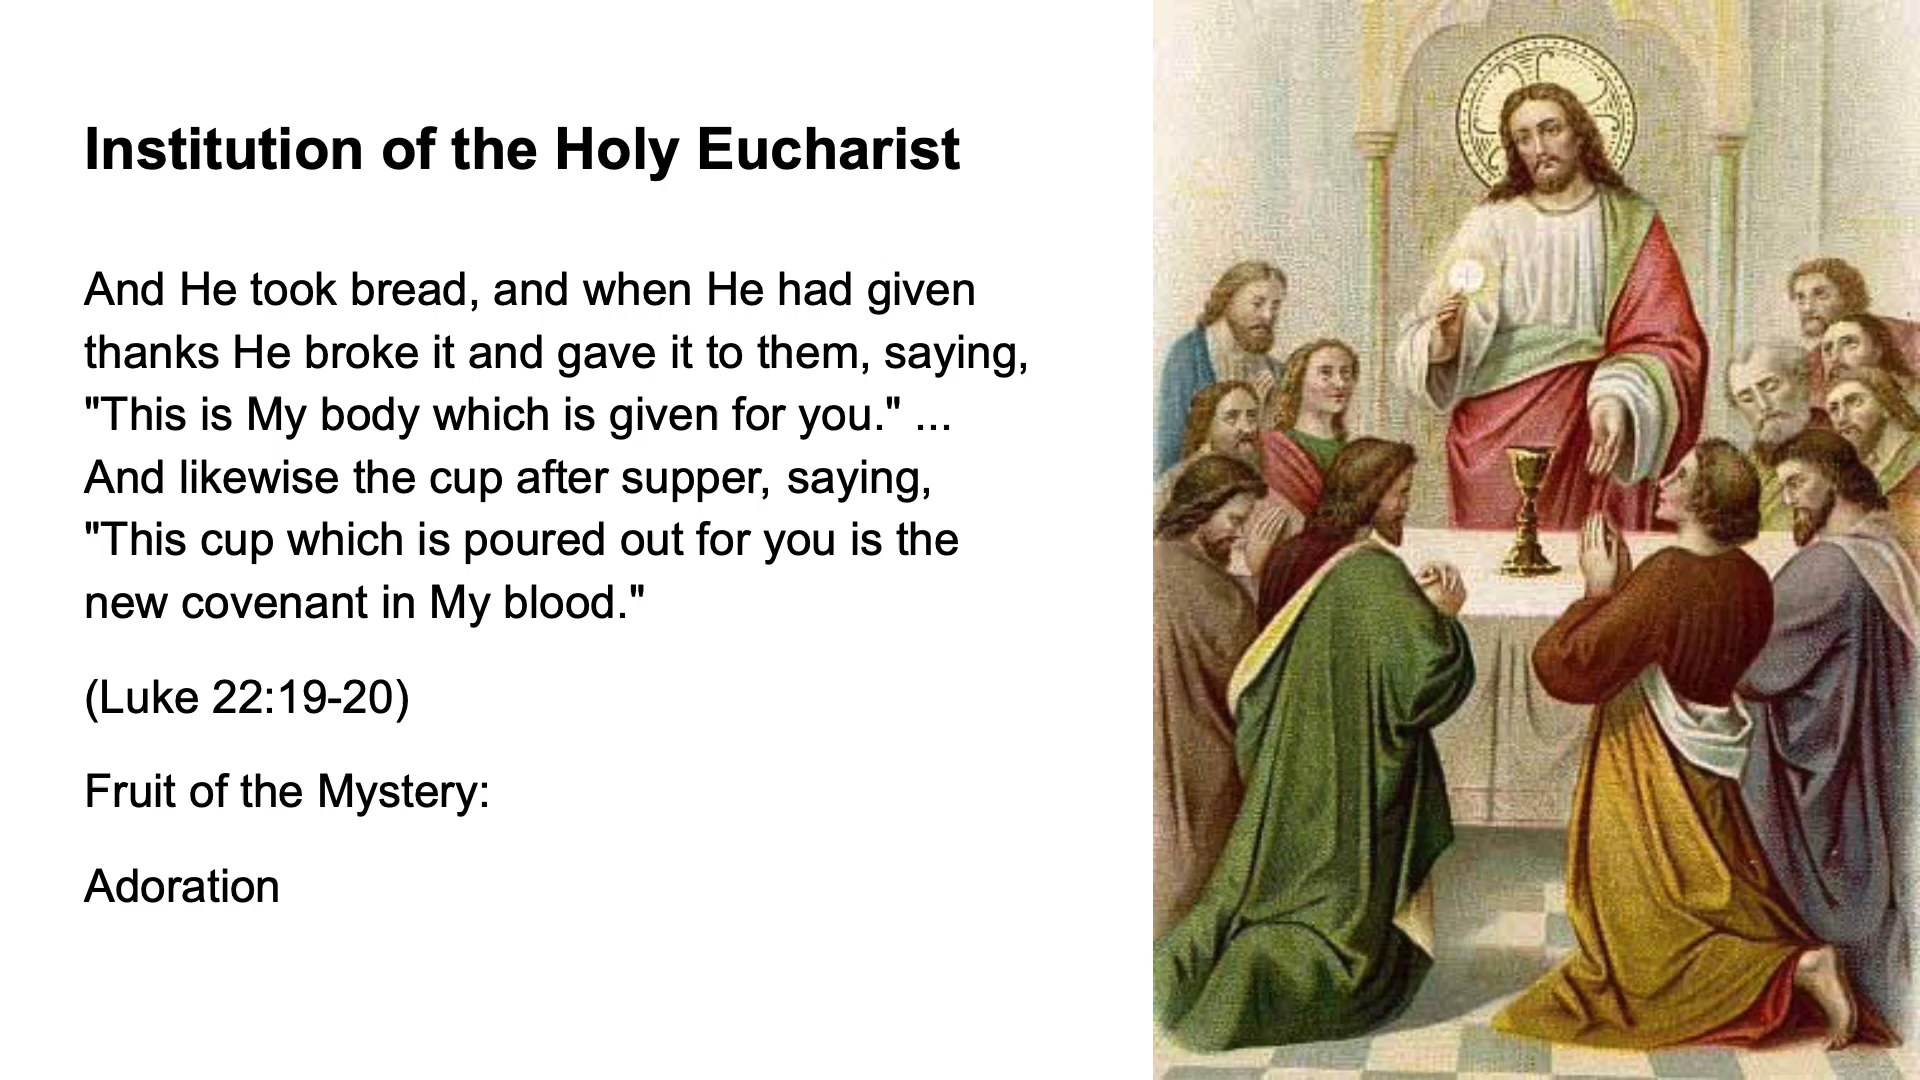 Institution of the Holy Eucharist
And He took bread, and when He had given
thanks He broke it and gave it to them, saying,
"This is My body which is given for you." ...
And likewise the cup after supper, saying,
"This cup which is poured out for you is the
new covenant in My blood."
(Luke 22:19-20)
Fruit of the Mystery:
Adoration